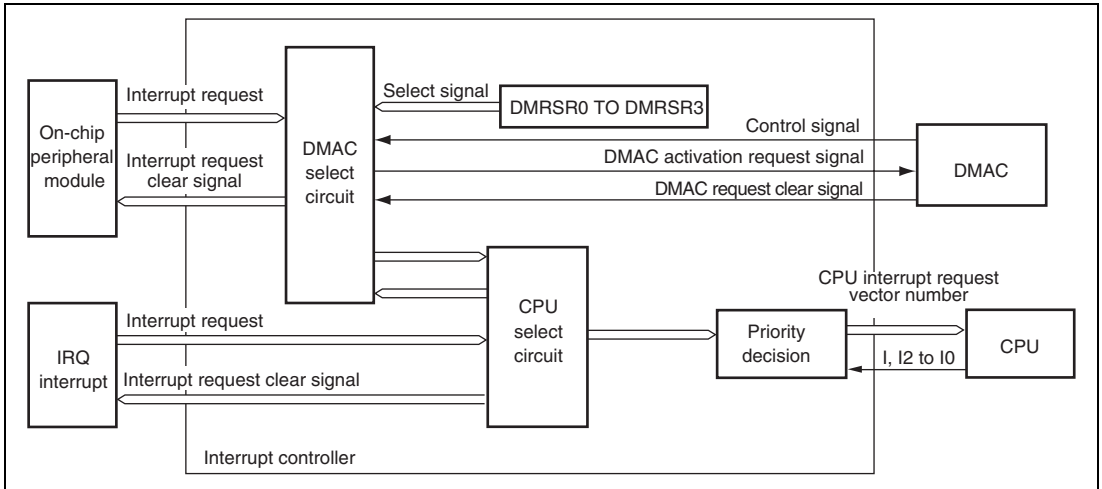 Interrupt request
On-chip
peripheral
module
Interrupt request
clear signal
DMAC
select
circuit
Select signal
DMRSR0 TO DMRSR3
Control signal
DMAC activation request signal
DMAC request clear signal
DMAC
IRQ
interrupt
Interrupt request
Interrupt request clear signal
CPU
select
circuit
Priority
decision
CPU interrupt request
vector number
I, I2 to I0
CPU
Interrupt controller